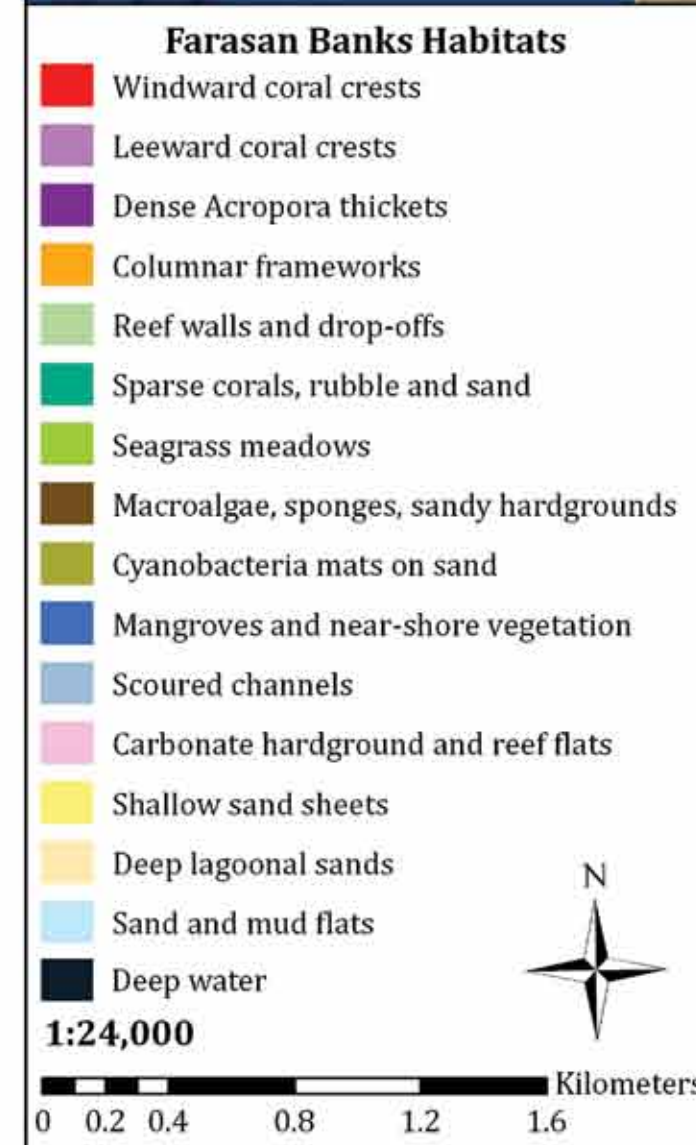 Farasan Banks Habitats
Windward coral crests
Leeward coral crests
Dense Acropora thickets
Columnar frameworks
Reef walls and drop-offs
Sparse corals, rubble and sand
Seagrass meadows
Macroalgae, sponges, sandy hardgrounds
Cyanobacteria mats on sand
Mangroves and near-shore vegetation
Scoured channels
Carbonate hardground and reef flats
Shallow sand sheets
Deep lagoonal sands
Sand and mud flats
Deep water
N
1:24,000
Kilometers
0 0.2 0.4 0.8 1.2 1.6